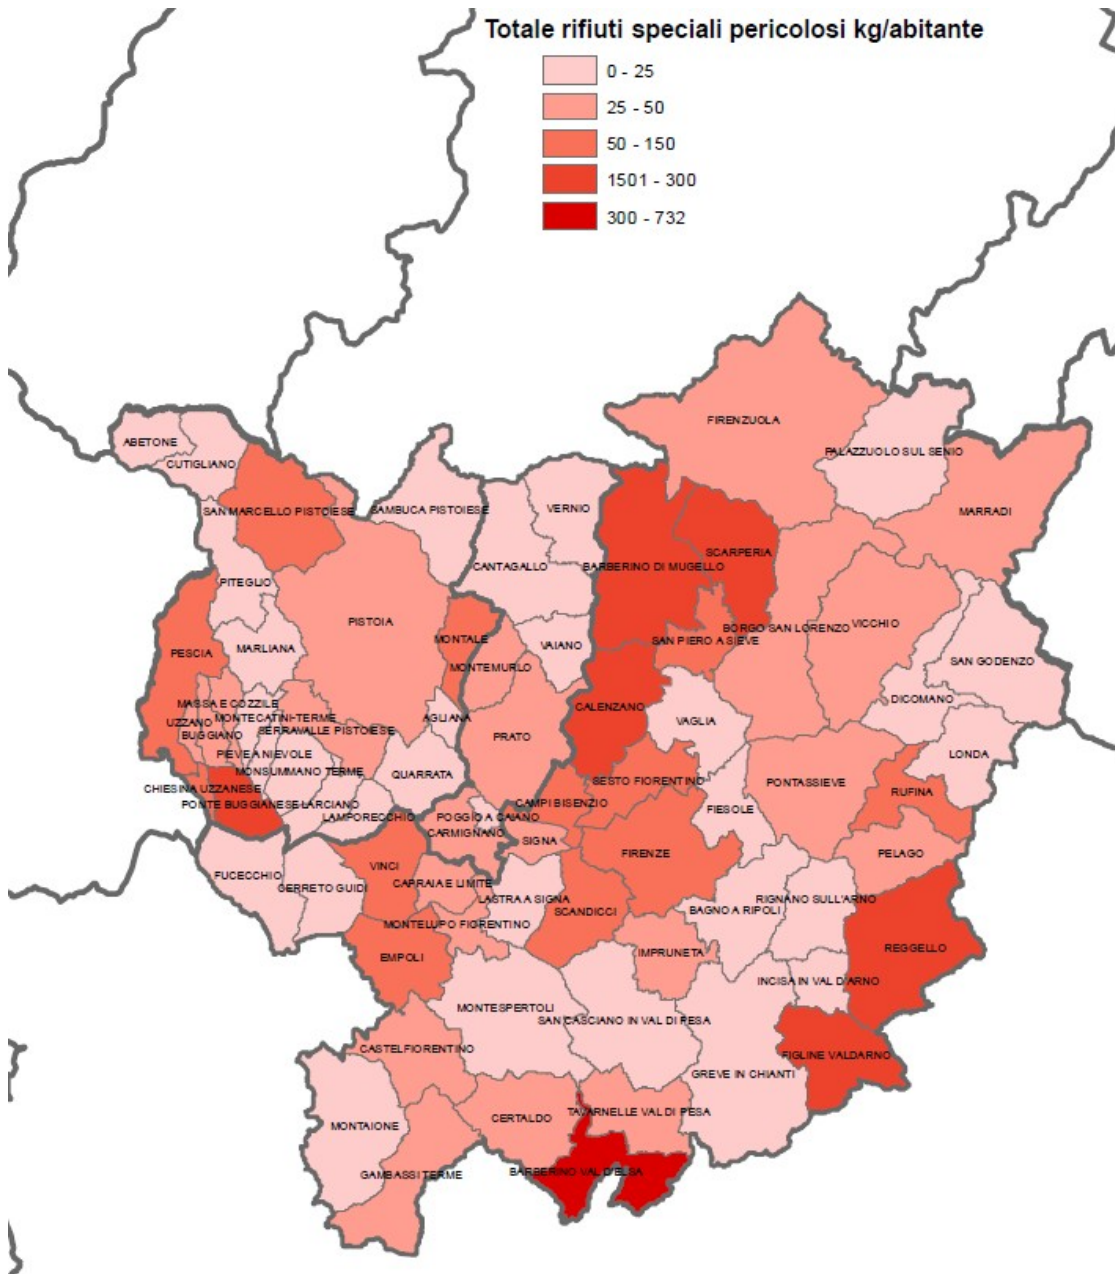 Totale rifiuti speciali pericolosi kg/abitante
0 - 25
25 - 50
50 - 150
1501 - 300
300 - 732
FIRENZUOLA
ABETONE
PALAZZUOLO SUL SENIO
CUTIGLIANO
SAN MARCELLO PISTOIESE
SAMBUCA PISTOIESE
VERNIO
MARRADI
SCARPERIA
CANTAGALLO
BARBERINO DI MUGELLO
PITEGLIO
PISTOIA
VICCHIO
BORGO SAN LORENZO
MONTALE
SAN PIERO A SIEVE
MARLIANA
VAIANO
PESCIA
SAN GODENZO
MONTEMURLO
DICOMANO
MASSA E COZZILE
CALENZANO
UZZANO
MONTECATINI-TERME
AGLIANA
VAGLIA
BUGGIANO
SERRAVALLE PISTOIESE
PRATO
PIEVE A NIEVOLE
LONDA
MONSUMMANO TERME
QUARRATA
SESTO FIORENTINO
PONTASSIEVE
CHIESINA UZZANESE
RUFINA
PONTE BUGGIANESE
LARCIANO
CAMPI BISENZIO
FIESOLE
LAMPORECCHIO
POGGIO A CAIANO
CARMIGNANO
SIGNA
FIRENZE
PELAGO
VINCI
FUCECCHIO
CERRETO GUIDI
CAPRAIA E LIMITE
LASTRA A SIGNA
RIGNANO SULL'ARNO
SCANDICCI
BAGNO A RIPOLI
MONTELUPO FIORENTINO
REGGELLO
IMPRUNETA
EMPOLI
INCISA IN VAL D'ARNO
MONTESPERTOLI
SAN CASCIANO IN VAL DI PESA
CASTELFIORENTINO
FIGLINE VALDARNO
GREVE IN CHIANTI
TAVARNELLE VAL DI PESA
CERTALDO
MONTAIONE
BARBERINO VAL D'ELSA
GAMBASSI TERME